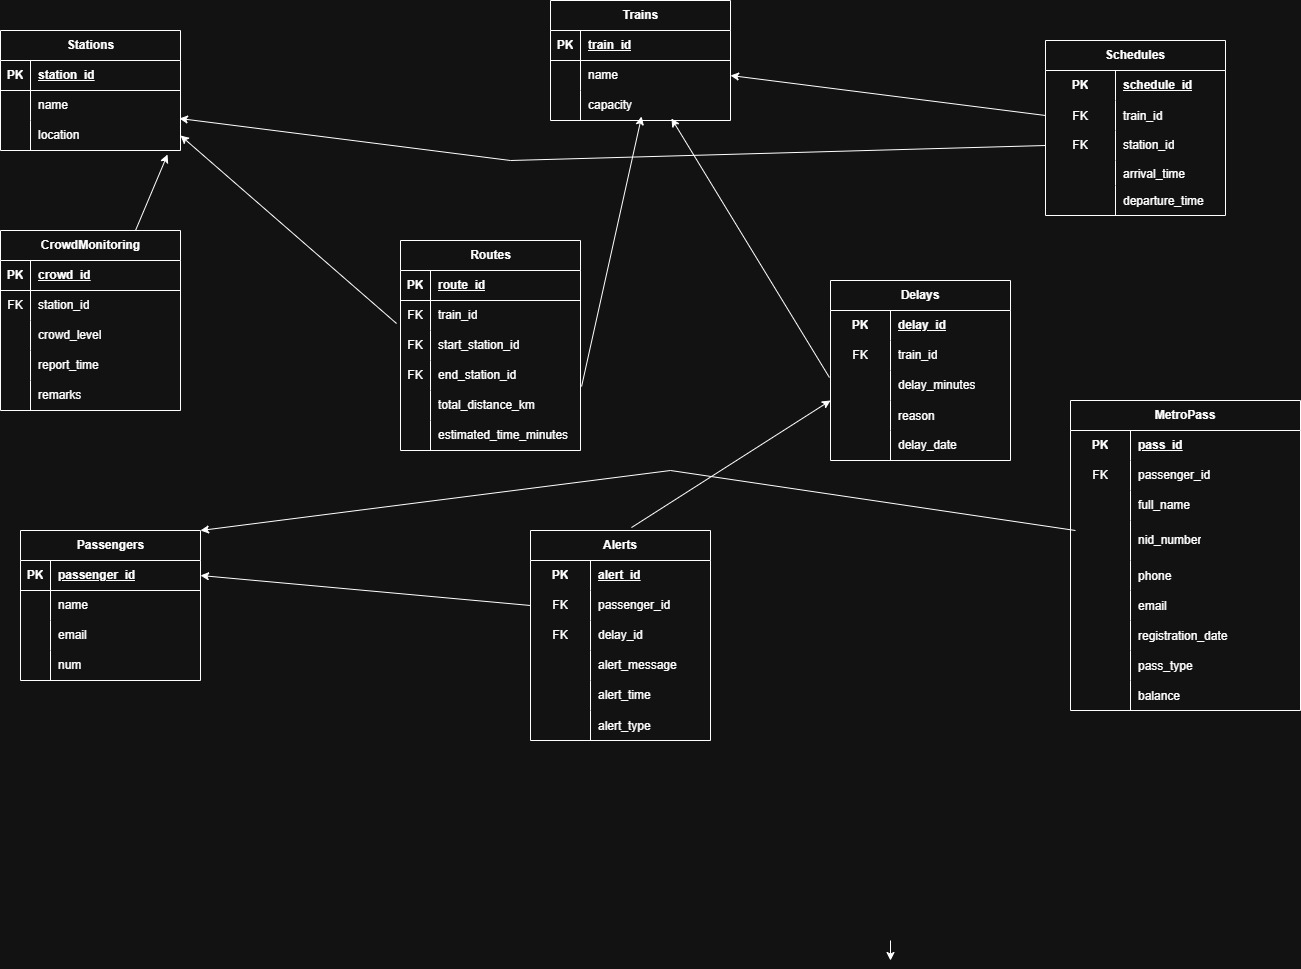 Trains
PK train_id
name
capacity
Stations
PK station_id
name
location
Schedules
PK schedule_id
FK train_id
FK station_id
arrival_time
departure_time
CrowdMonitoring
PK crowd_id
FK station_id
crowd_level
report_time
remarks
Routes
PK route_id
FK train_id
FK start_station_id
FK end_station_id
total_distance_km
estimated_time_minutes
Delays
PK delay_id
FK train_id
delay_minutes
reason
delay_date
MetroPass
PK pass_id
FK passenger_id
full_name
nid_number
phone
email
registration_date
pass_type
balance
Passengers
PK passenger_id
name
email
num
Alerts
PK alert_id
FK passenger_id
FK delay_id
alert_message
alert_time
alert_type